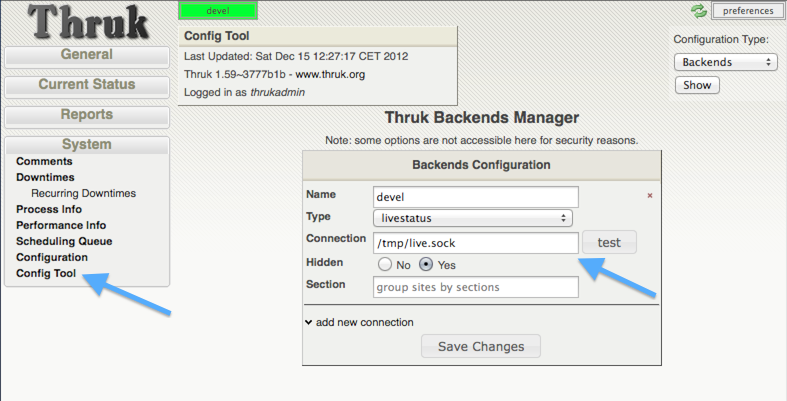 Thruk
General
Current Status
Reports
System
Comments
Downtimes
Recurring Downtimes
Process Info
Performance Info
Scheduling Queue
Configuration
Config Tool
devel
preferences
Config Tool
Last Updated: Sat Dec 15 12:27:17 CET 2012
Thruk 1.59~3777b1b - www.thruk.org
Logged in as thrukadmin
Configuration Type:
Backends
Show
Thruk Backends Manager
Note: some options are not accessible here for security reasons.
Backends Configuration
Name devel ×
Type livestatus
Connection /tmp/live.sock test
Hidden No Yes
Section group sites by sections
add new connection
Save Changes